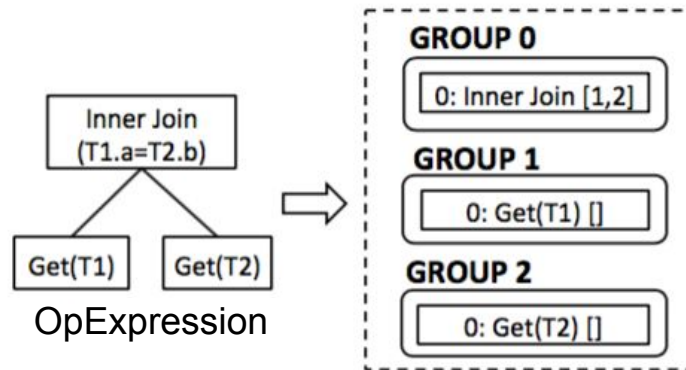 Inner Join
(T1.a=T2.b)
Get(T1)
Get(T2)
OpExpression
GROUP 0
0: Inner Join [1,2]
GROUP 1
0: Get(T1) []
GROUP 2
0: Get(T2) []